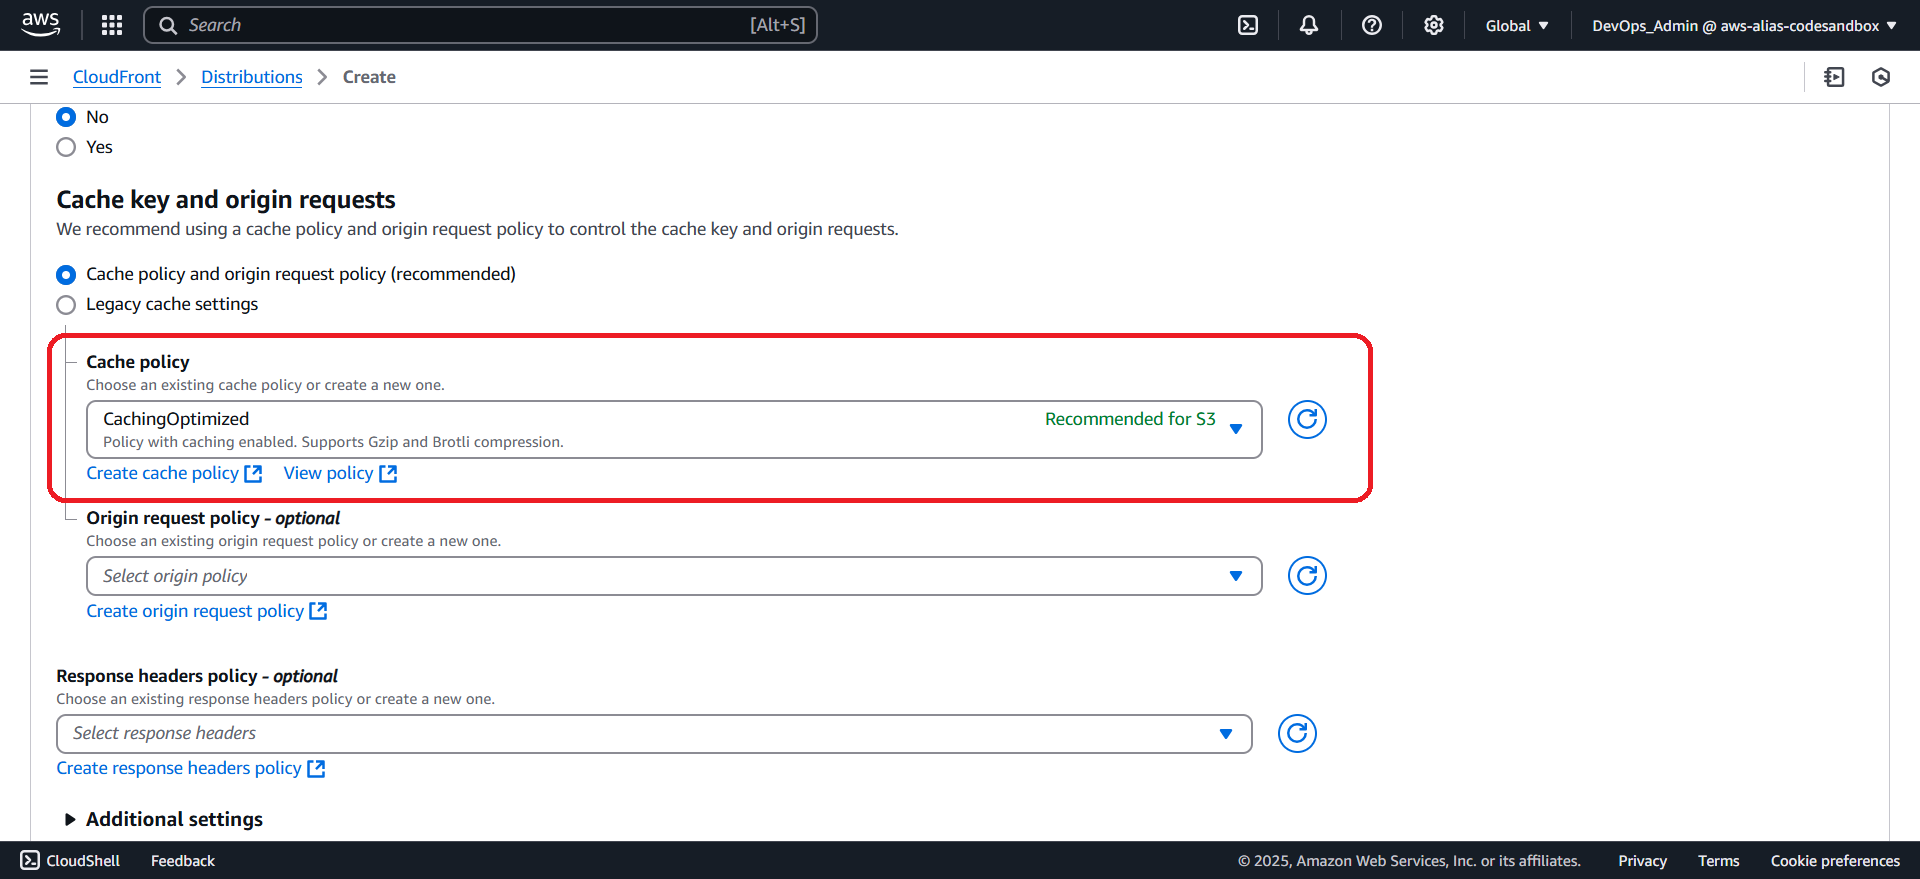 aws
Search [Alt+S]
Global
DevOps_Admin @ aws-alias-codesandbox
CloudFront
Distributions
Create
No
Yes
Cache key and origin requests
We recommend using a cache policy and origin request policy to control the cache key and origin requests.
Cache policy and origin request policy (recommended)
Legacy cache settings
Cache policy
Choose an existing cache policy or create a new one.
CachingOptimized Recommended for S3
Policy with caching enabled. Supports Gzip and Brotli compression.
Create cache policy View policy
Origin request policy - optional
Choose an existing origin request policy or create a new one.
Select origin policy
Create origin request policy
Response headers policy - optional
Choose an existing response headers policy or create a new one.
Select response headers
Create response headers policy
Additional settings
CloudShell Feedback © 2025, Amazon Web Services, Inc. or its affiliates. Privacy Terms Cookie preferences